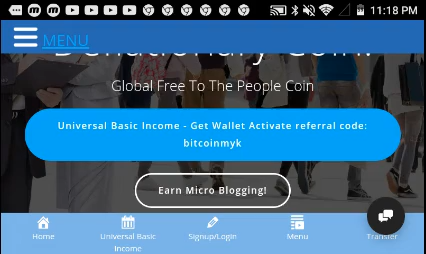 11:18 PM
MENU
Coin.
Global Free To The People Coin
Universal Basic Income - Get Wallet Activate referral code:
bitcoinmyk
Earn Micro Blogging!
Home
Universal Basic
Income
Signup/Login
Menu
Transfer